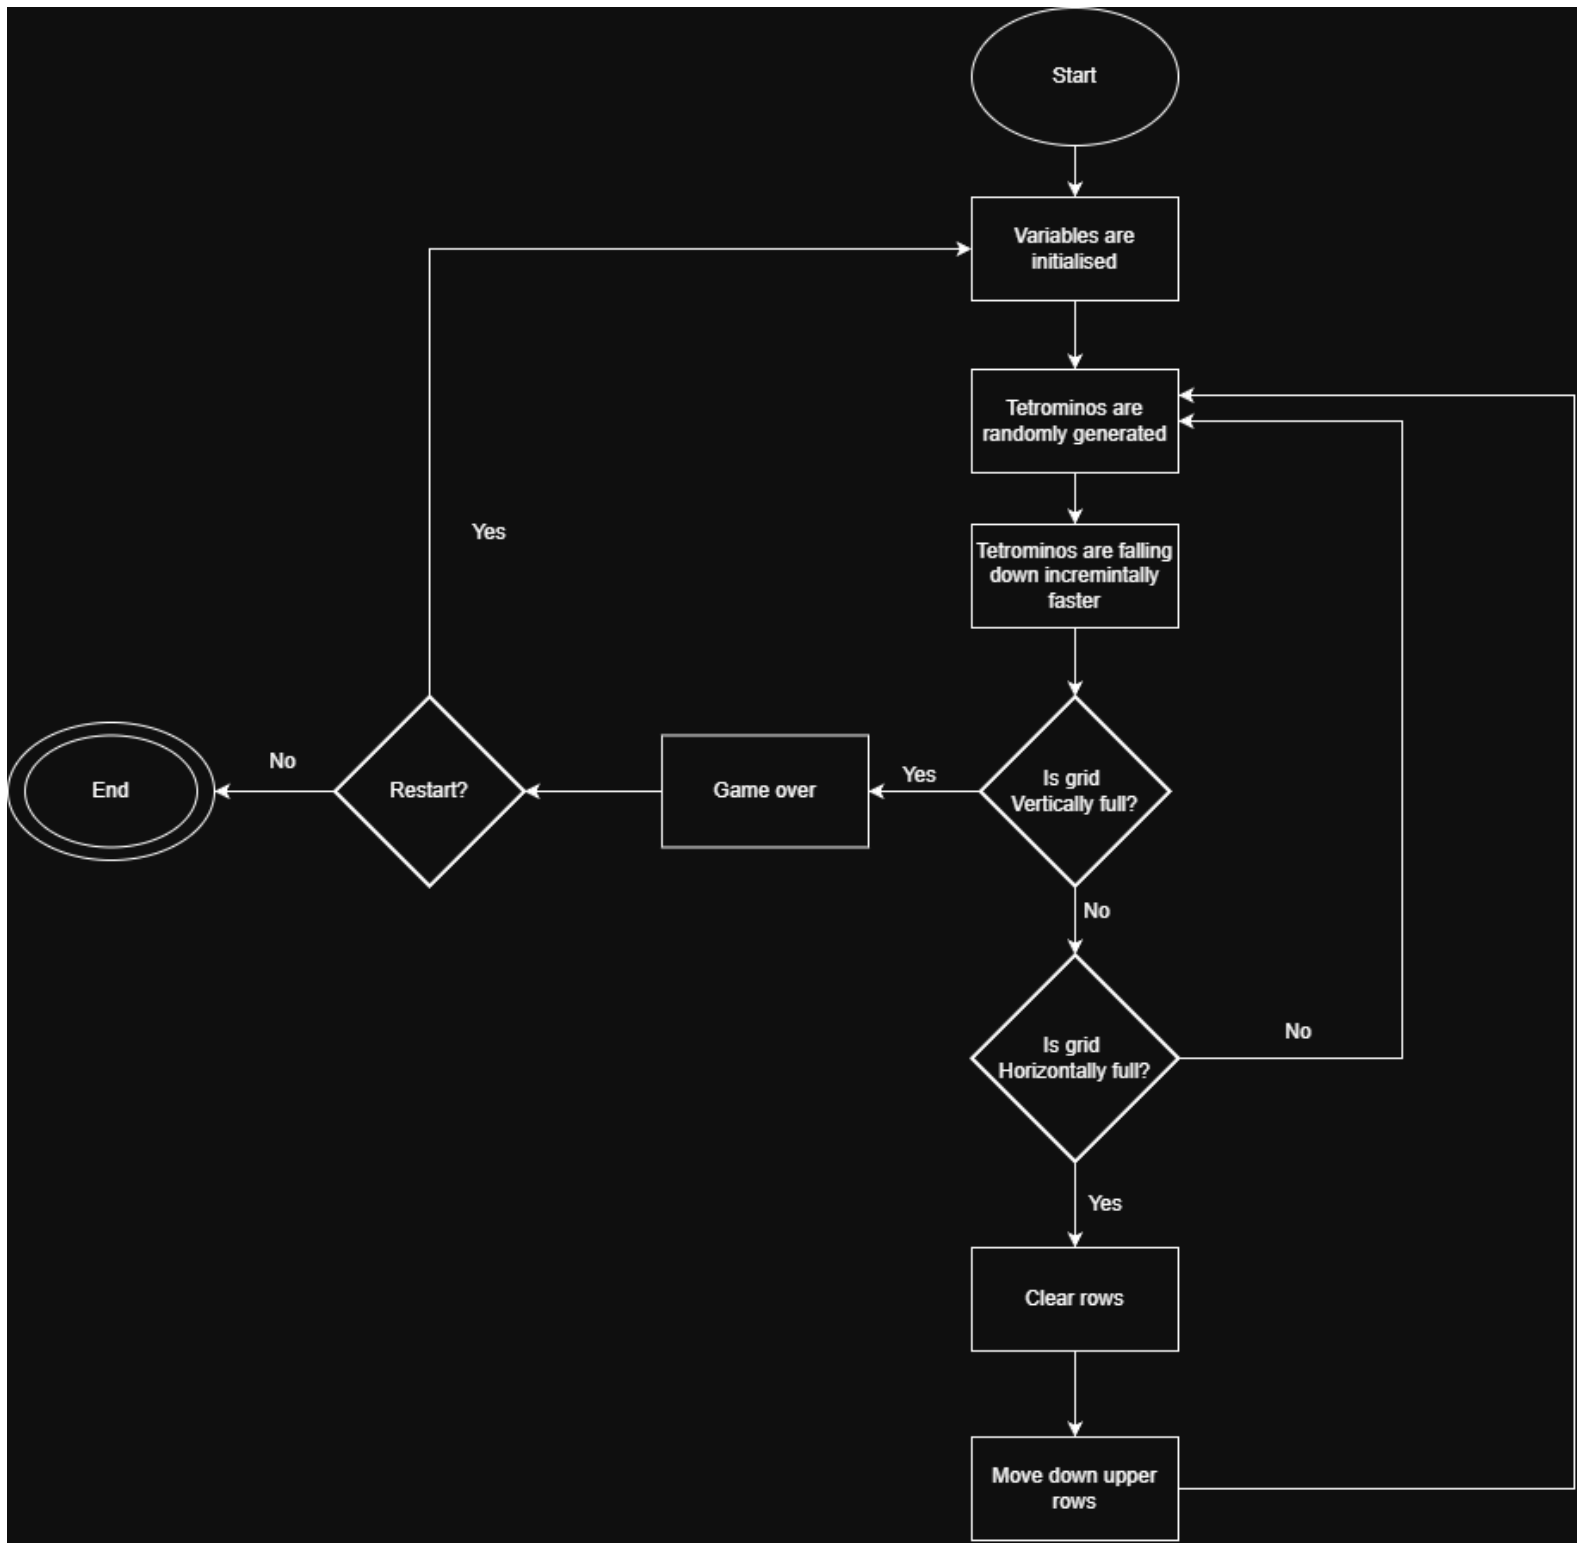 Start
Variables are
initialised
Tetrominos are
randomly generated
Tetrominos are falling
down incremintally
faster
Yes
Is grid
Vertically full?
Yes
Game over
Restart?
No
End
No
Is grid
Horizontally full?
No
Yes
Clear rows
Move down upper
rows